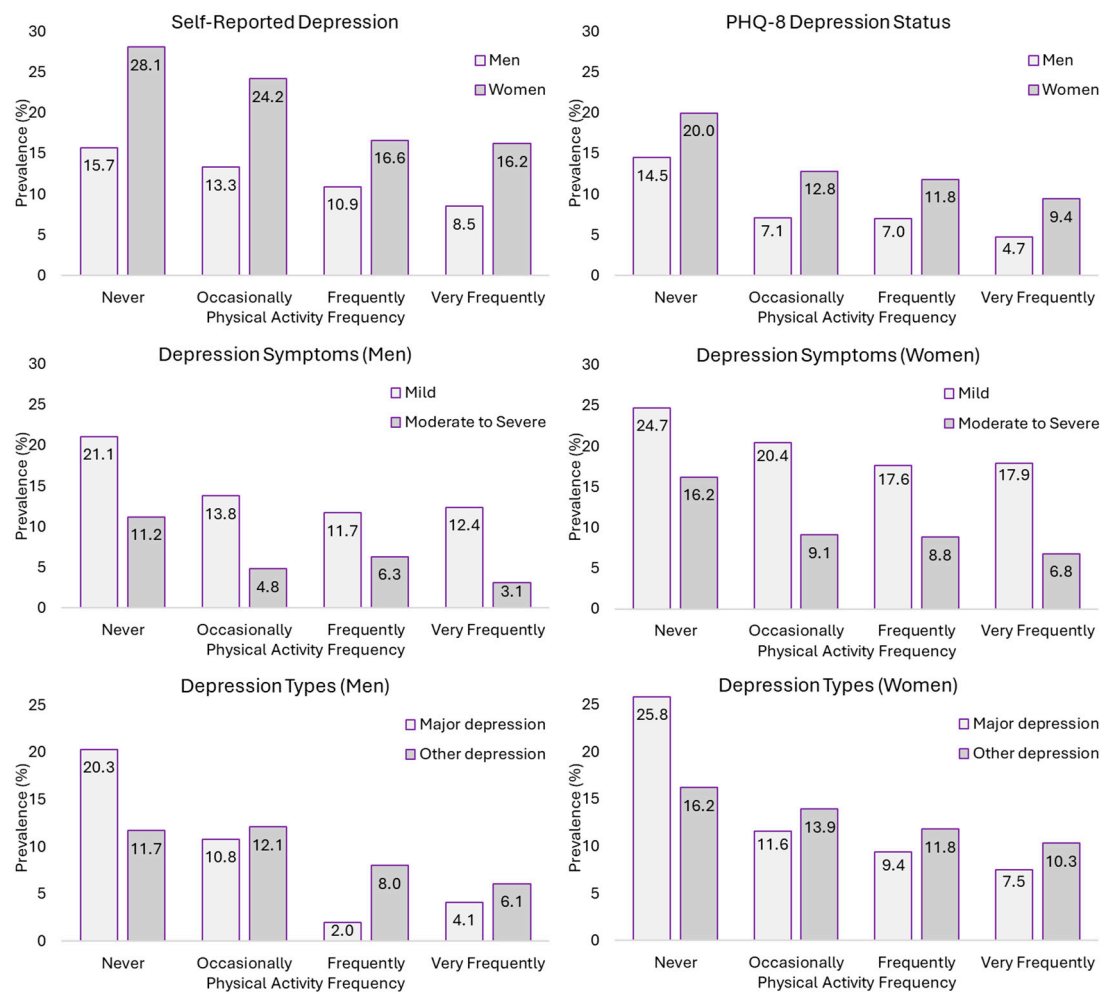 Self-Reported Depression
30
25
20
15
10
5
0
Prevalence (%)
Men
Women
15.7
28.1
13.3
24.2
10.9
16.6
8.5
16.2
Never
Occasionally
Frequently
Very Frequently
Physical Activity Frequency
PHQ-8 Depression Status
30
25
20
15
10
5
0
Prevalence (%)
Men
Women
14.5
20.0
7.1
12.8
7.0
11.8
4.7
9.4
Never
Occasionally
Frequently
Very Frequently
Physical Activity Frequency
Depression Symptoms (Men)
30
25
20
15
10
5
0
Prevalence (%)
Mild
Moderate to Severe
21.1
11.2
13.8
4.8
11.7
6.3
12.4
3.1
Never
Occasionally
Frequently
Very Frequently
Physical Activity Frequency
Depression Symptoms (Women)
30
25
20
15
10
5
0
Prevalence (%)
Mild
Moderate to Severe
24.7
16.2
20.4
9.1
17.6
8.8
17.9
6.8
Never
Occasionally
Frequently
Very Frequently
Physical Activity Frequency
Depression Types (Men)
25
20
15
10
5
0
Prevalence (%)
Major depression
Other depression
20.3
11.7
10.8
12.1
2.0
8.0
4.1
6.1
Never
Occasionally
Frequently
Very Frequently
Physical Activity Frequency
Depression Types (Women)
25
20
15
10
5
0
Prevalence (%)
Major depression
Other depression
25.8
16.2
11.6
13.9
9.4
11.8
7.5
10.3
Never
Occasionally
Frequently
Very Frequently
Physical Activity Frequency